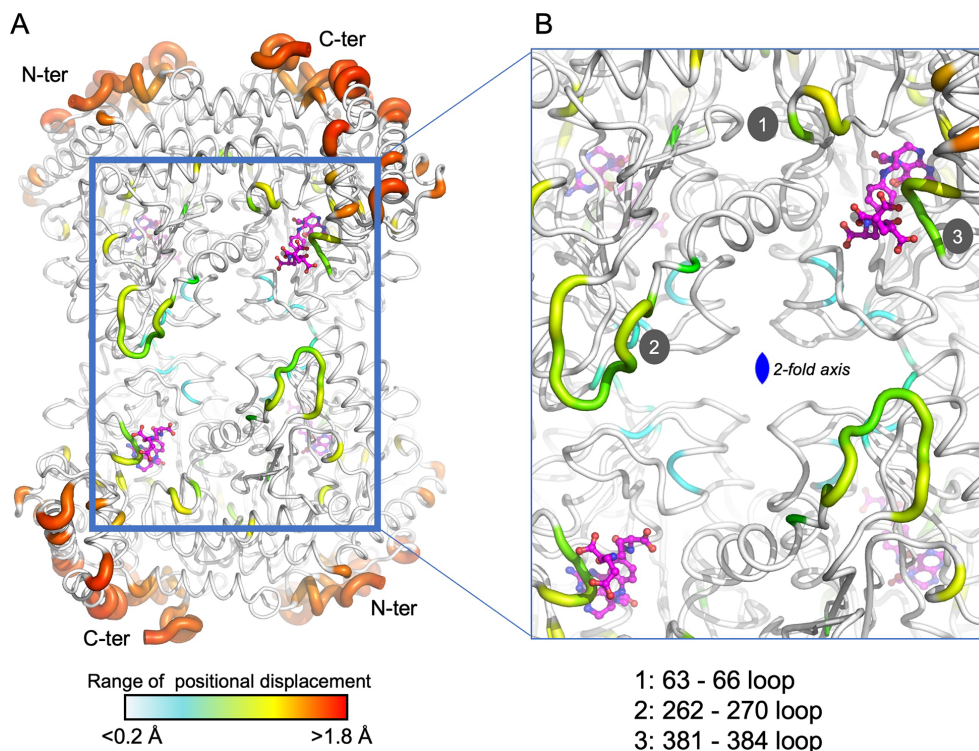 A
B
C-ter
N-ter
1
3
2
2-fold axis
N-ter
C-ter
Range of positional displacement
<0.2 Å
>1.8 Å
1: 63 - 66 loop
2: 262 - 270 loop
3: 381 - 384 loop